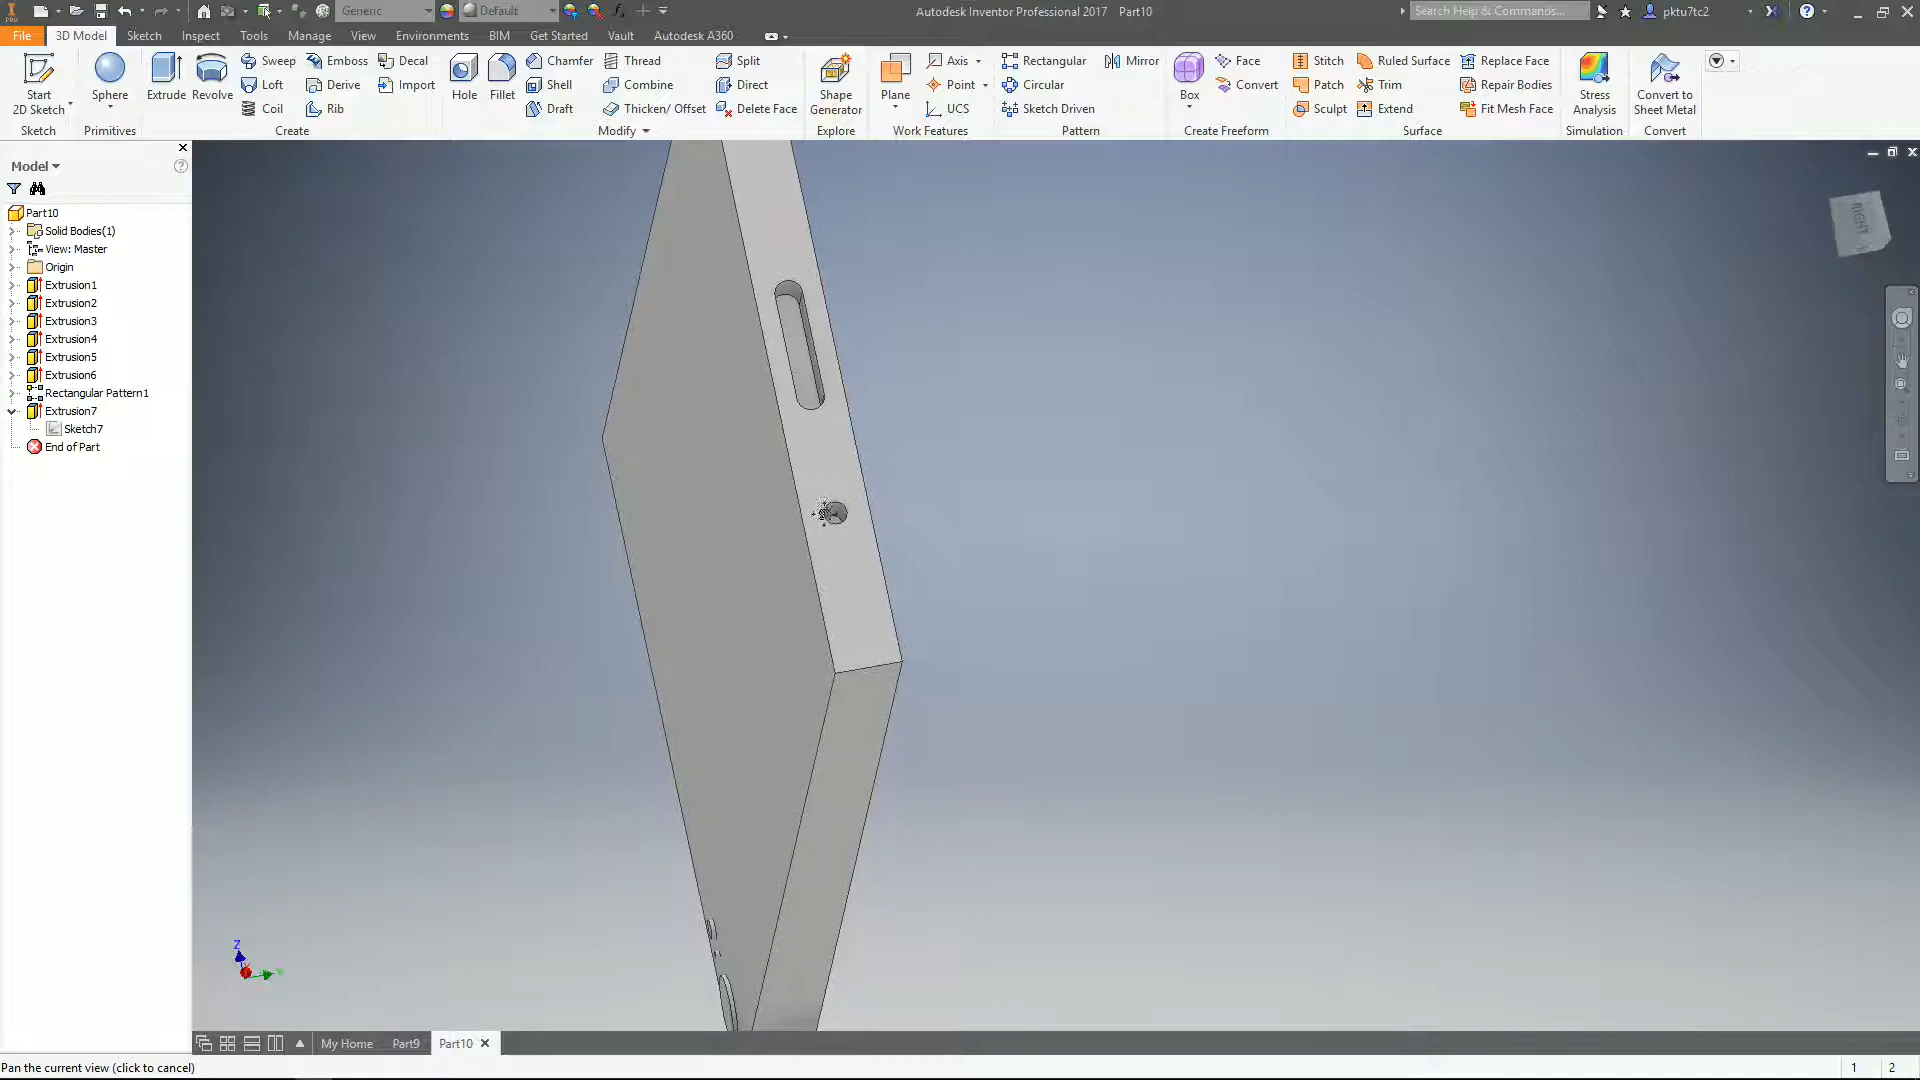 PRO
Generic
Default
Autodesk Inventor Professional 2017 Part10
Search Help & Commands...
pktu7tc2
File
3D Model
Sketch
Inspect
Tools
Manage
View
Environments
BIM
Get Started
Vault
Autodesk A360
Start
2D Sketch
Sketch
Sphere
Primitives
Extrude
Revolve
Sweep
Loft
Coil
Emboss
Derive
Rib
Decal
Import
Create
Hole
Fillet
Chamfer
Shell
Draft
Thread
Combine
Thicken/ Offset
Split
Direct
Delete Face
Modify
Shape
Generator
Explore
Plane
Axis
Point
UCS
Work Features
Rectangular
Circular
Sketch Driven
Mirror
Pattern
Box
Face
Convert
Create Freeform
Stitch
Patch
Sculpt
Ruled Surface
Trim
Extend
Replace Face
Repair Bodies
Fit Mesh Face
Surface
Stress
Analysis
Simulation
Convert to
Sheet Metal
Convert
Model
Part10
Solid Bodies(1)
View: Master
Origin
Extrusion1
Extrusion2
Extrusion3
Extrusion4
Extrusion5
Extrusion6
Rectangular Pattern1
Extrusion7
Sketch7
End of Part
RIGHT
Z
My Home
Part9
Part10
Pan the current view (click to cancel)
1
2